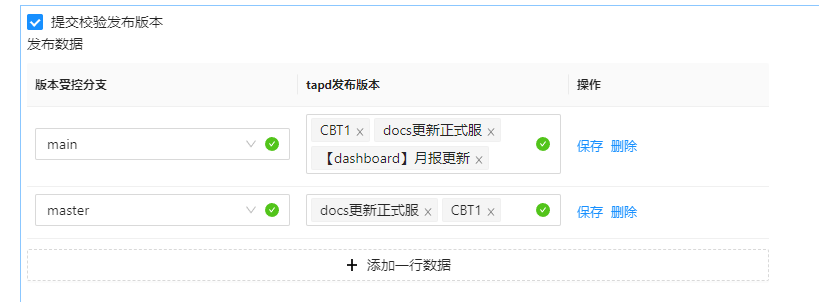 提交校验发布版本
发布数据
版本受控分支 tapd发布版本 操作
CBT1 x docs更新正式服 x
main 保存 删除
【dashboard】月报更新 x
master docs更新正式服 x CBT1 x 保存 删除
+ 添加一行数据